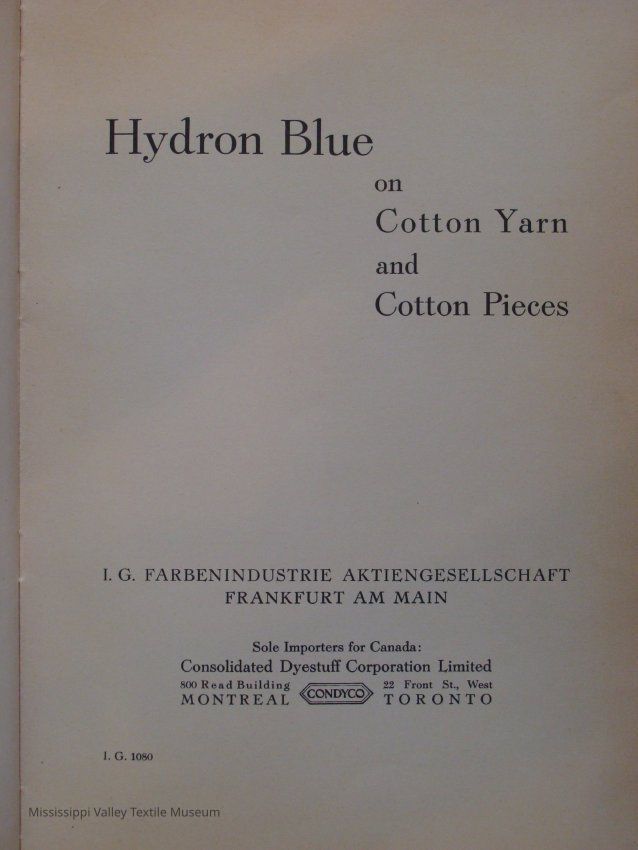 Hydron Blue
on
Cotton Yarn
and
Cotton Pieces
I. G. FARBENINDUSTRIE AKTIENGESELLSCHAFT
FRANKFURT AM MAIN
Sole Importers for Canada:
Consolidated Dyestuff Corporation Limited
800 Read Building
MONTREAL
CONDYCO
22 Front St., West
TORONTO
I. G. 1080
Mississippi Valley Textile Museum